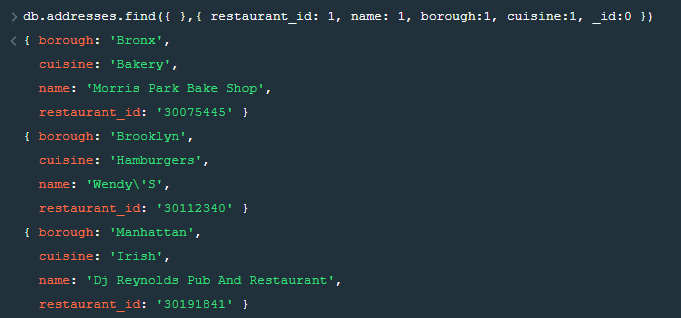 > db.addresses.find({ },{ restaurant_id: 1, name: 1, borough:1, cuisine:1, _id:0 })
< { borough: 'Bronx',
cuisine: 'Bakery',
name: 'Morris Park Bake Shop',
restaurant_id: '30075445' }
{ borough: 'Brooklyn',
cuisine: 'Hamburgers',
name: 'Wendy\'S',
restaurant_id: '30112340' }
{ borough: 'Manhattan',
cuisine: 'Irish',
name: 'Dj Reynolds Pub And Restaurant',
restaurant_id: '30191841' }